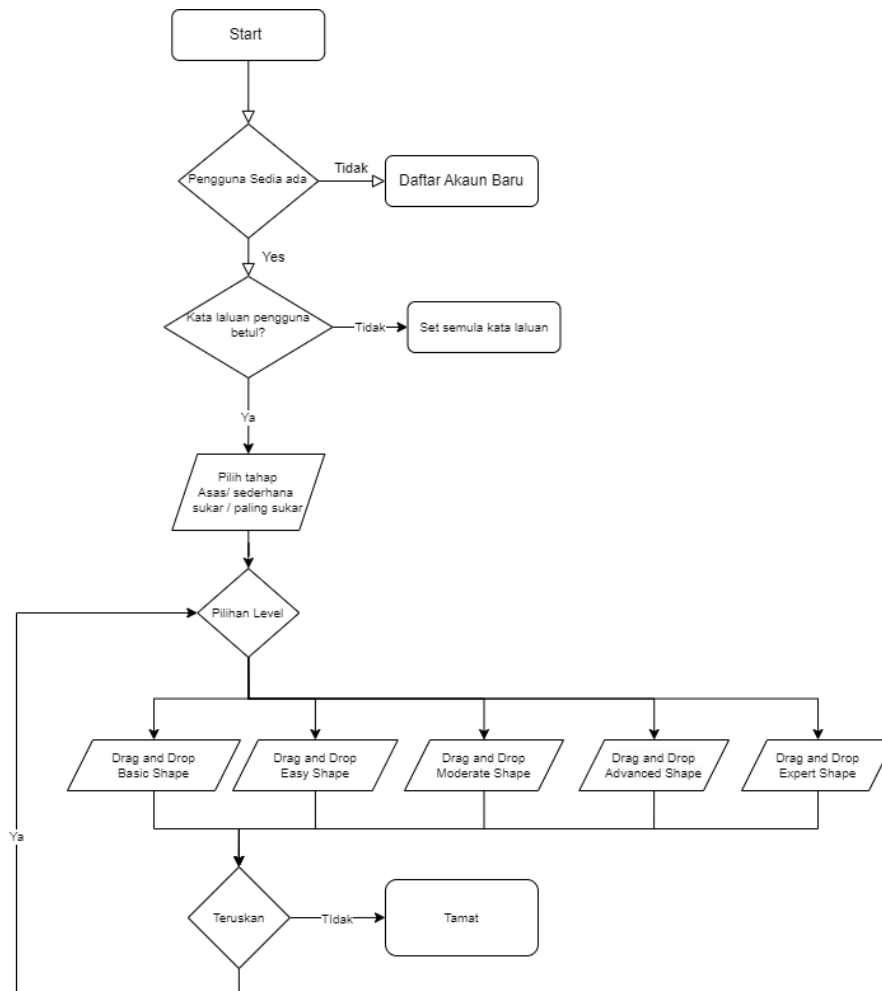 Start
Pengguna Sedia ada
Tidak
Daftar Akaun Baru
Yes
Kata laluan pengguna
betul?
Tidak
Set semula kata laluan
Ya
Pilih tahap
Asas/ sederhana
sukar / paling sukar
Pilihan Level
Drag and Drop
Basic Shape
Drag and Drop
Easy Shape
Drag and Drop
Moderate Shape
Drag and Drop
Advanced Shape
Drag and Drop
Expert Shape
Ya
Teruskan
TIdak
Tamat